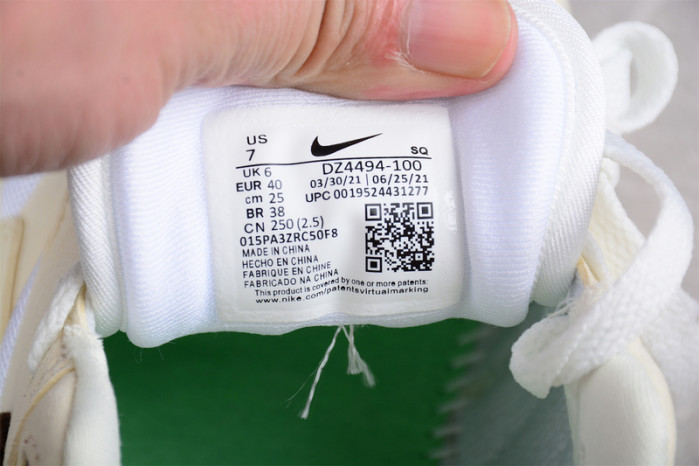 US
7
SQ
UK 6
EUR 40
cm 25
BR 38
CN 250 (2.5)
015PA3ZRC50F8
DZ4494-100
03/30/21 | 06/25/21
UPC 0019524431277
MADE IN CHINA
HECHO EN CHINA
FABRIQUE EN CHINE
FABRICADO NA CHINA
This product is covered by one or more patents:
www.nike.com/patentsvirtualmarking